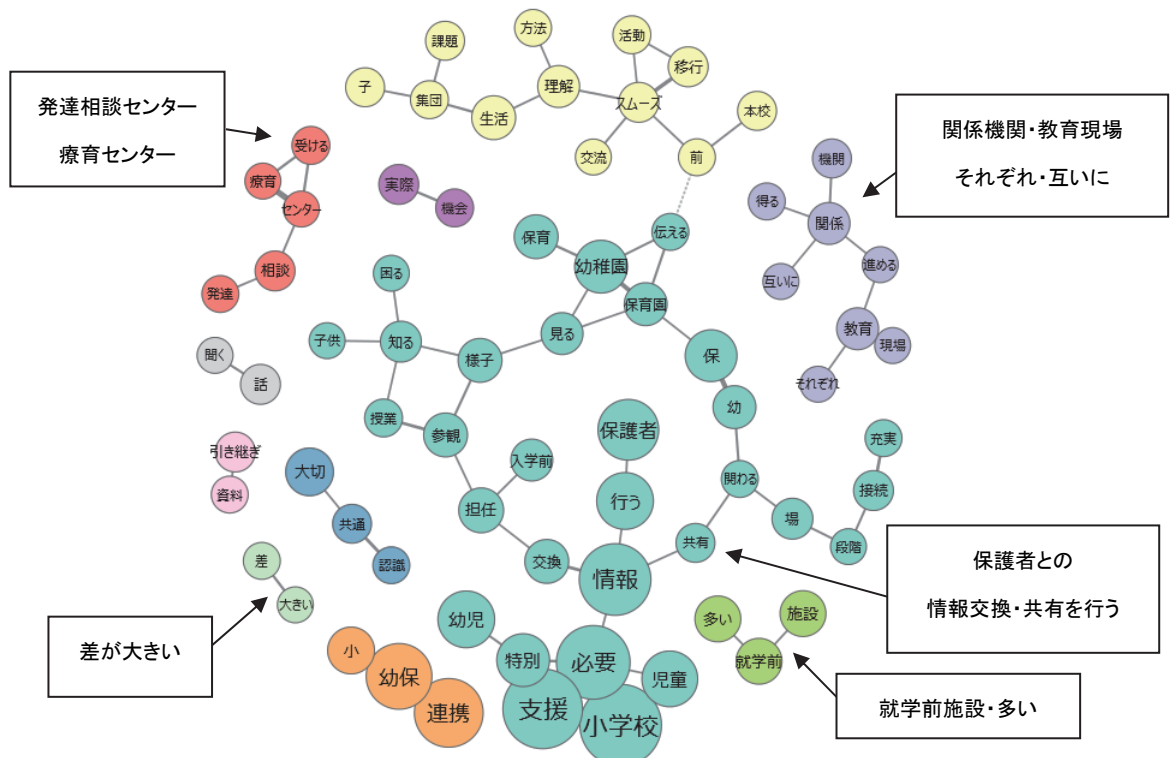 方法
活動
課題
移行
子
集団
理解
生活
スムーズ
本校
交流
前
発達相談センター
療育センター
受ける
療育
センター
相談
発達
実際
機会
関係機関・教育現場
それぞれ・互いに
機関
得る
関係
互いに
進める
教育
現場
それぞれ
保育
伝える
幼稚園
保育園
困る
見る
子供
知る
様子
保
幼
授業
参観
聞く
話
引き継ぎ
資料
大切
共通
認識
保護者
入学前
行う
担任
関わる
充実
接続
場
段階
交換
情報
共有
保護者との
情報交換・共有を行う
差
大きい
差が大きい
幼児
特別
必要
児童
支援
小学校
小
幼保
連携
多い
施設
就学前
就学前施設・多い